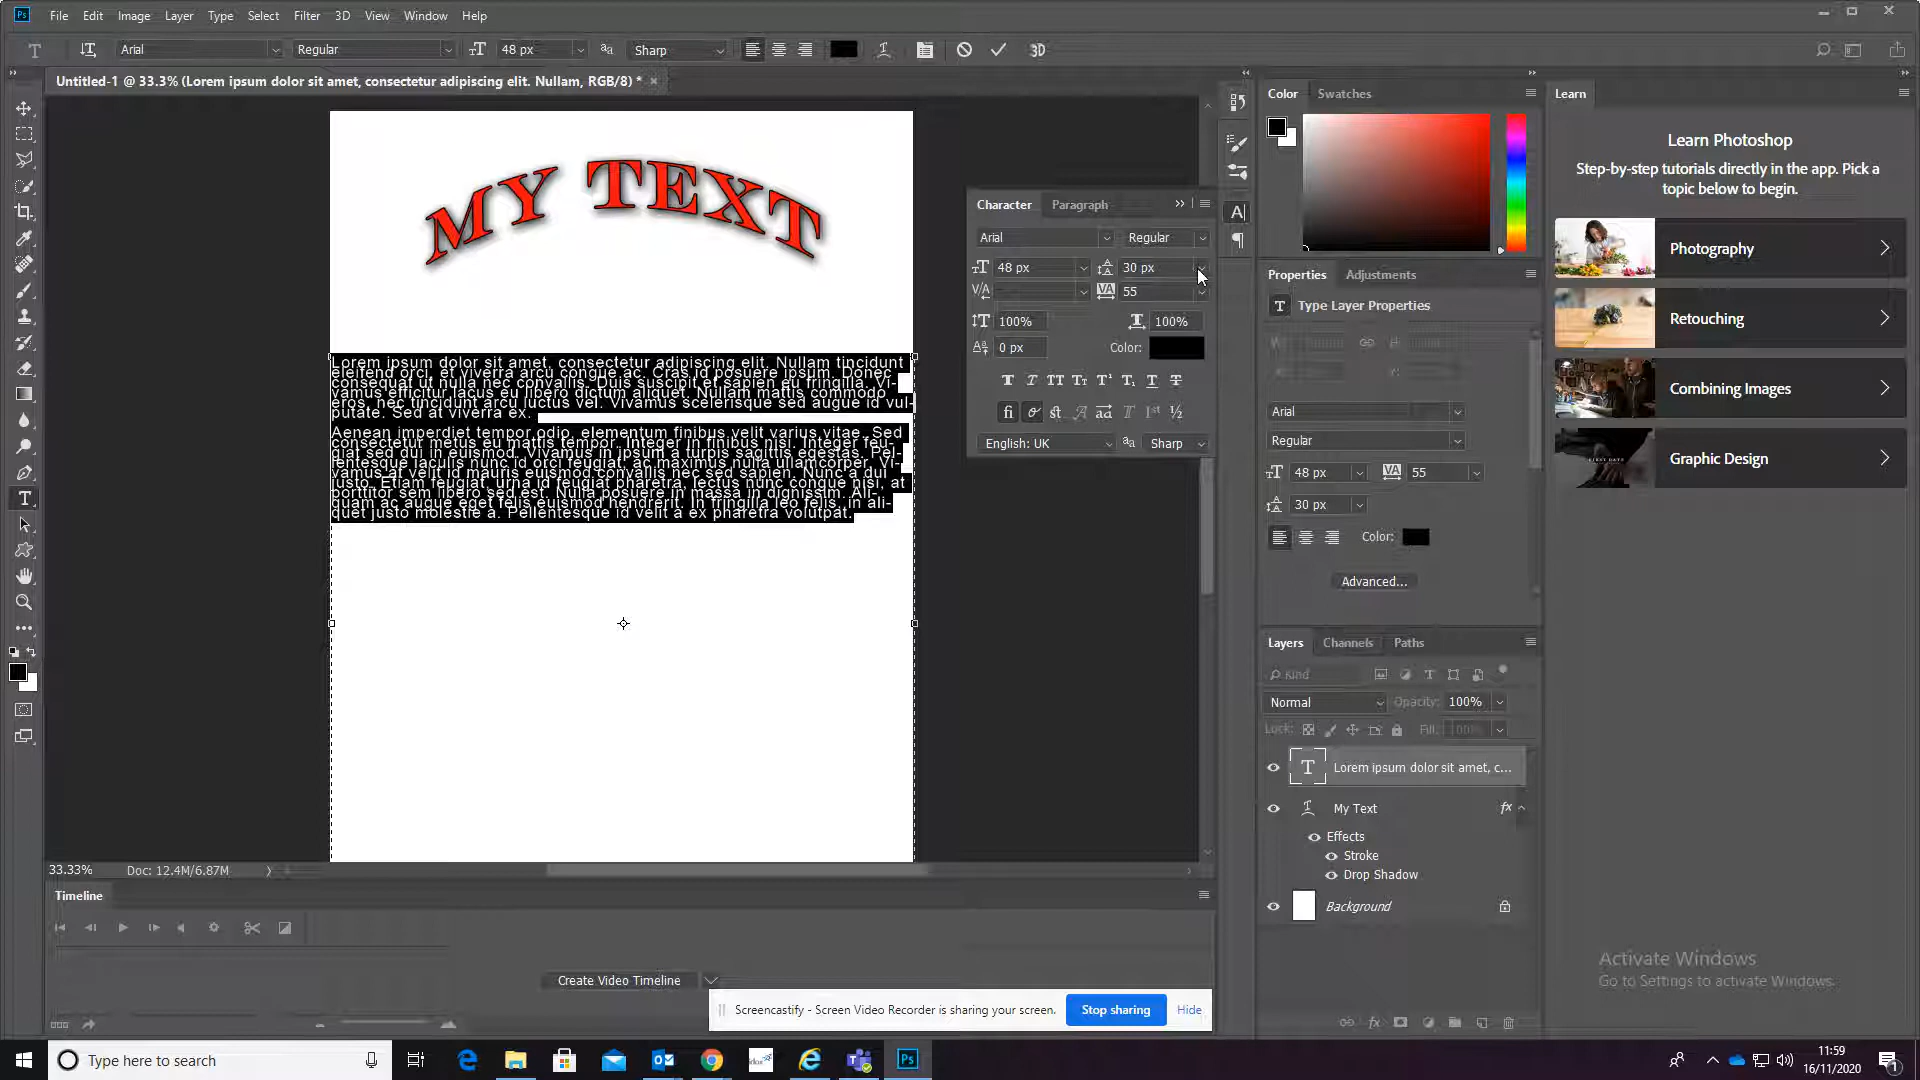 Ps File Edit Image Layer Type Select Filter 3D View Window Help
T Arial Regular 48 px Sharp 3D
Untitled-1 @ 33.3% (Lorem ipsum dolor sit amet, consectetur adipiscing elit. Nullam, RGB/8) *
MY TEXT
Lorem ipsum dolor sit amet, consectetur adipiscing elit. Nullam tincidunt
eleifend orci, et viverra arcu congue ac. Cras id posuere ipsum. Donec
consequat ut nulla nec convallis. Duis suscipit et sapien eu fringilla. Vi-
vamus efficitur lacus eu libero dictum aliquet. Nullam mattis commodo
eros, nec tincidunt arcu luctus vel. Vivamus scelerisque sed augue id vul-
putate. Sed at viverra ex.
Aenean imperdiet tempor odio, elementum finibus velit varius vitae. Sed
consectetur metus eu mattis tempor. Integer in finibus nisi. Integer feu-
giat sed dui in euismod. Vivamus in ipsum a turpis sagittis egestas. Pel-
lentesque iaculis nunc id orci feugiat, ac maximus nulla ullamcorper. Vi-
vamus at velit id mauris euismod convallis nec sed sapien. Nunc a dui
justo. Etiam feugiat, urna id feugiat pharetra, lectus nunc congue nisi, at
porttitor sem libero sed est. Nulla posuere in massa in dignissim. Ali-
quam ac augue eget felis euismod hendrerit. In fringilla leo felis, in ali-
quet justo molestie a. Pellentesque id velit a ex pharetra volutpat.
Character Paragraph
Arial Regular
48 px 30 px
55
100% 100%
0 px Color:
English: UK Sharp
Color Swatches
Properties Adjustments
Type Layer Properties
W:
Arial
Regular
48 px 55
30 px
Color:
Advanced...
Layers Channels Paths
Kind
Normal Opacity: 100%
Lock: Fill: 100%
Lorem ipsum dolor sit amet, c...
My Text fx
Effects
Stroke
Drop Shadow
Background
Learn
Learn Photoshop
Step-by-step tutorials directly in the app. Pick a
topic below to begin.
Photography
Retouching
Combining Images
Graphic Design
33.33% Doc: 12.4M/6.87M
Timeline
Create Video Timeline
Screencastify - Screen Video Recorder is sharing your screen. Stop sharing Hide
Activate Windows
Go to Settings to activate Windows.
Type here to search
Ps
11:59
16/11/2020
1